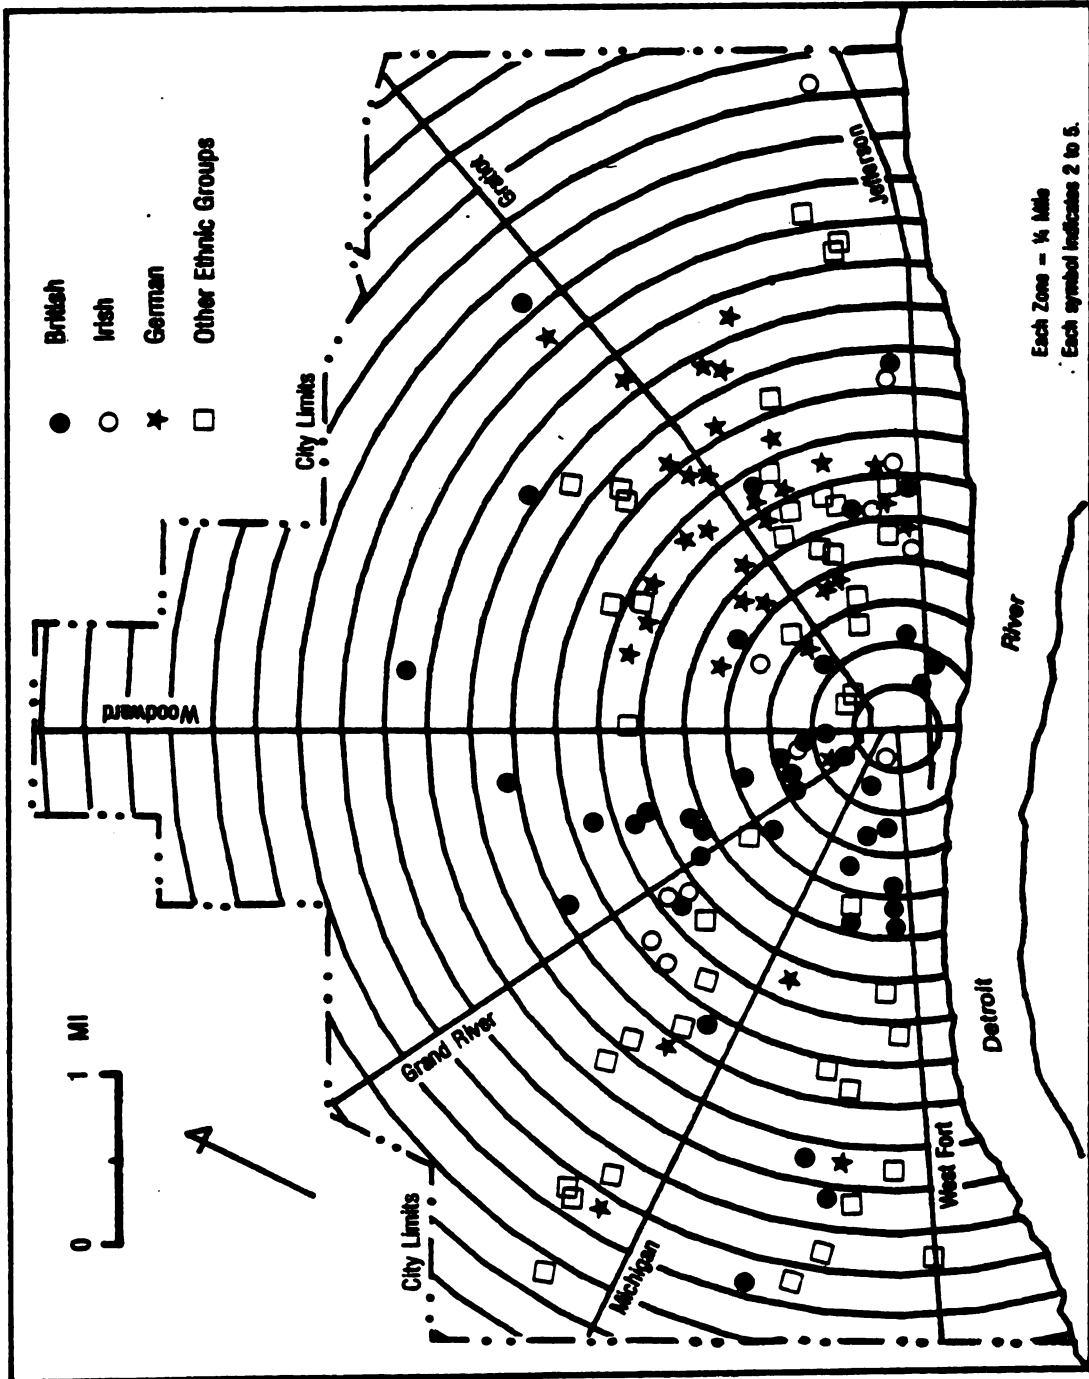 British
Irish
German
Other Ethnic Groups
City Limits
Gratiot
Jefferson
Woodward
Each Zone = ¼ Mile
Each symbol indicates 2 to 5.
River
Detroit
0 1 MI
Grand River
City Limits
Michigan
West Fort